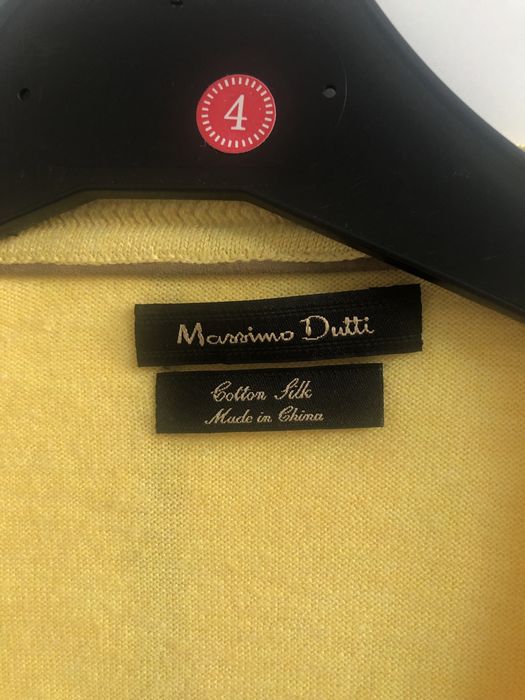 4
Massimo Dutti
Cotton Silk
Made in China